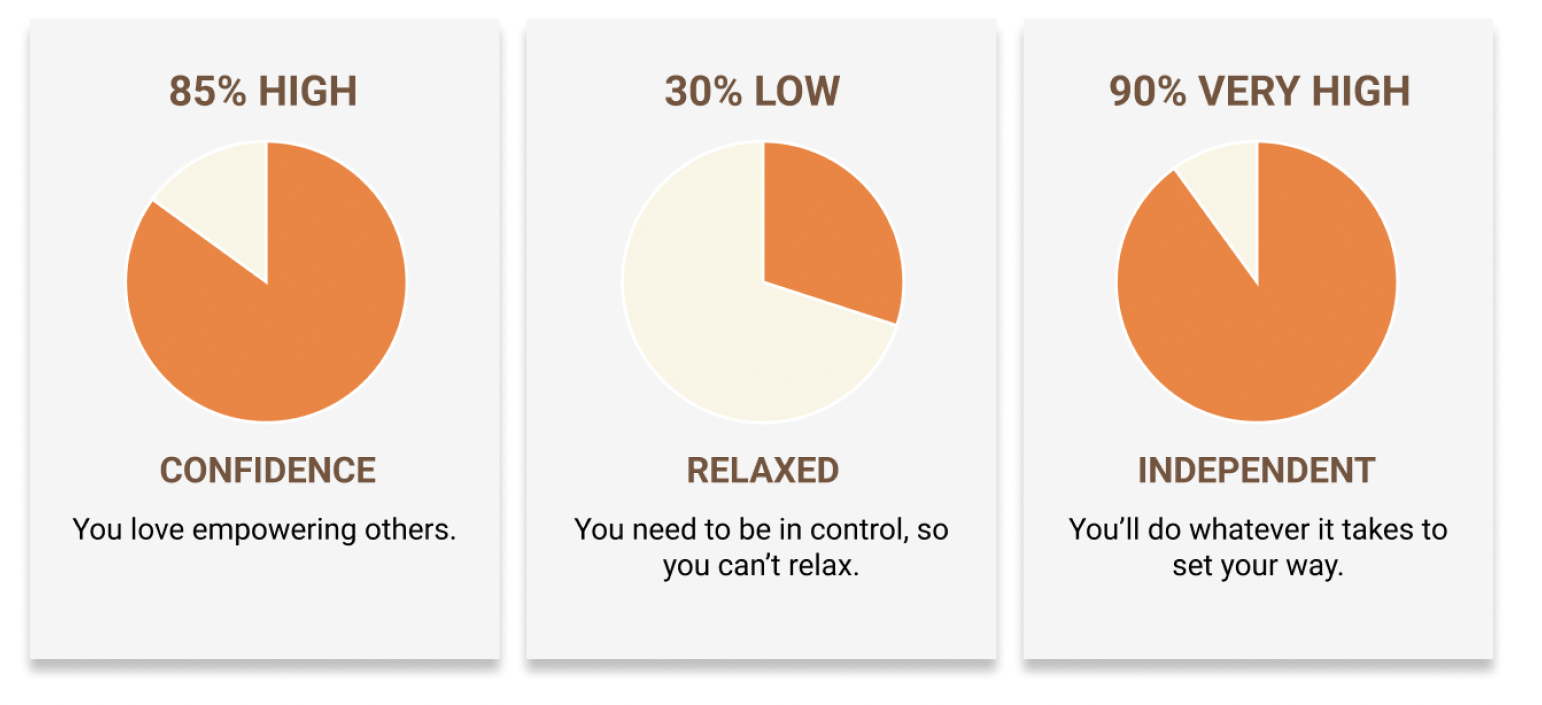 85% HIGH
CONFIDENCE
You love empowering others.
30% LOW
RELAXED
You need to be in control, so
you can’t relax.
90% VERY HIGH
INDEPENDENT
You’ll do whatever it takes to
set your way.